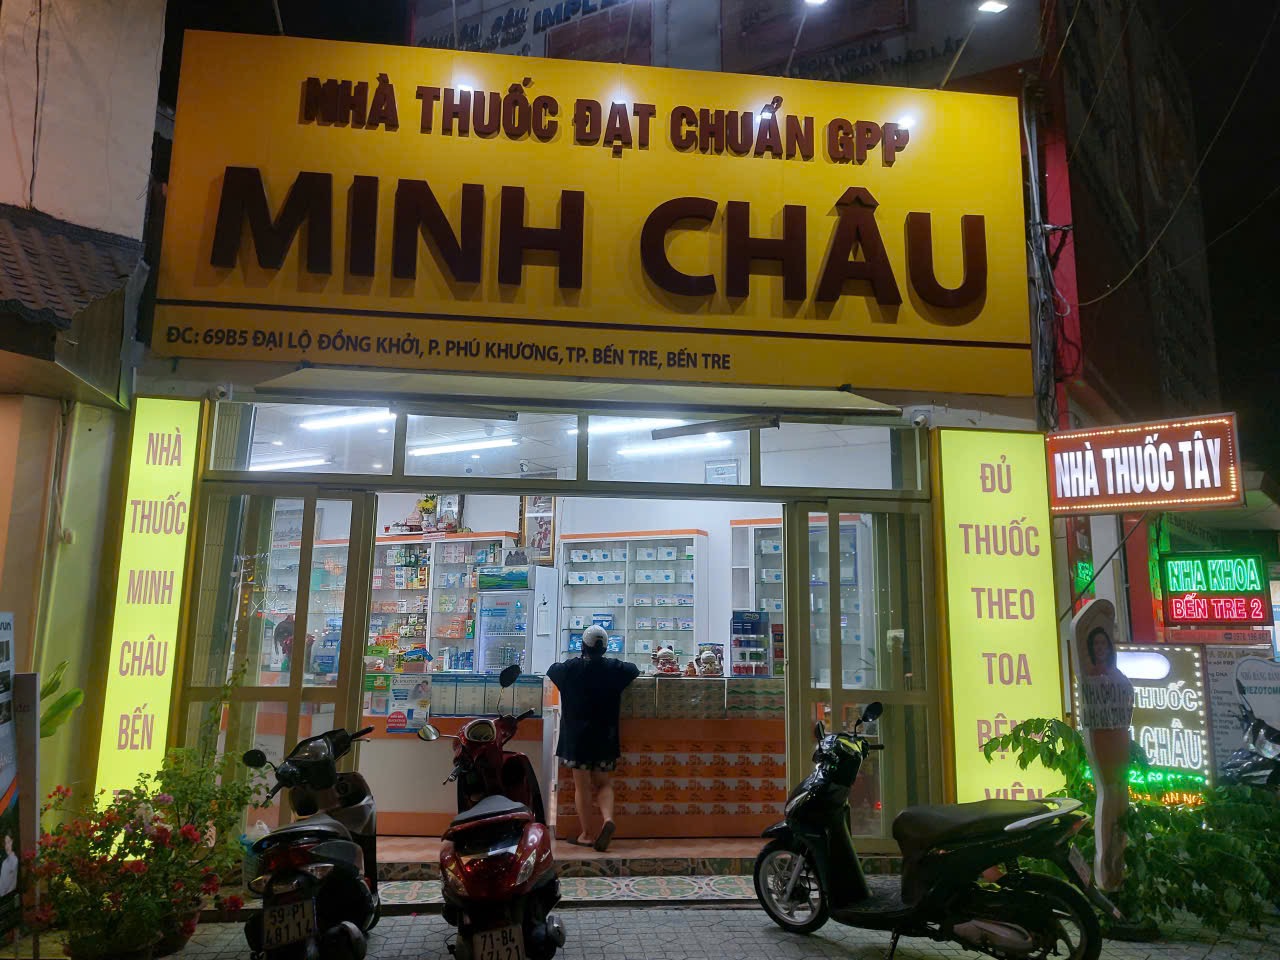 NHÀ THUỐC ĐẠT CHUẨN GPP
MINH CHÂU
ĐC: 69B5 ĐẠI LỘ ĐỒNG KHỞI, P. PHÚ KHƯƠNG, TP. BẾN TRE, BẾN TRE
NHÀ
THUỐC
MINH
CHÂU
BẾN
ĐỦ
THUỐC
THEO
TOA
BỆNH
VIỆN
NHÀ THUỐC TÂY
NHA KHOA
BẾN TRE 2
THUỐC
CHÂU
59-P1
481.14
71-B4